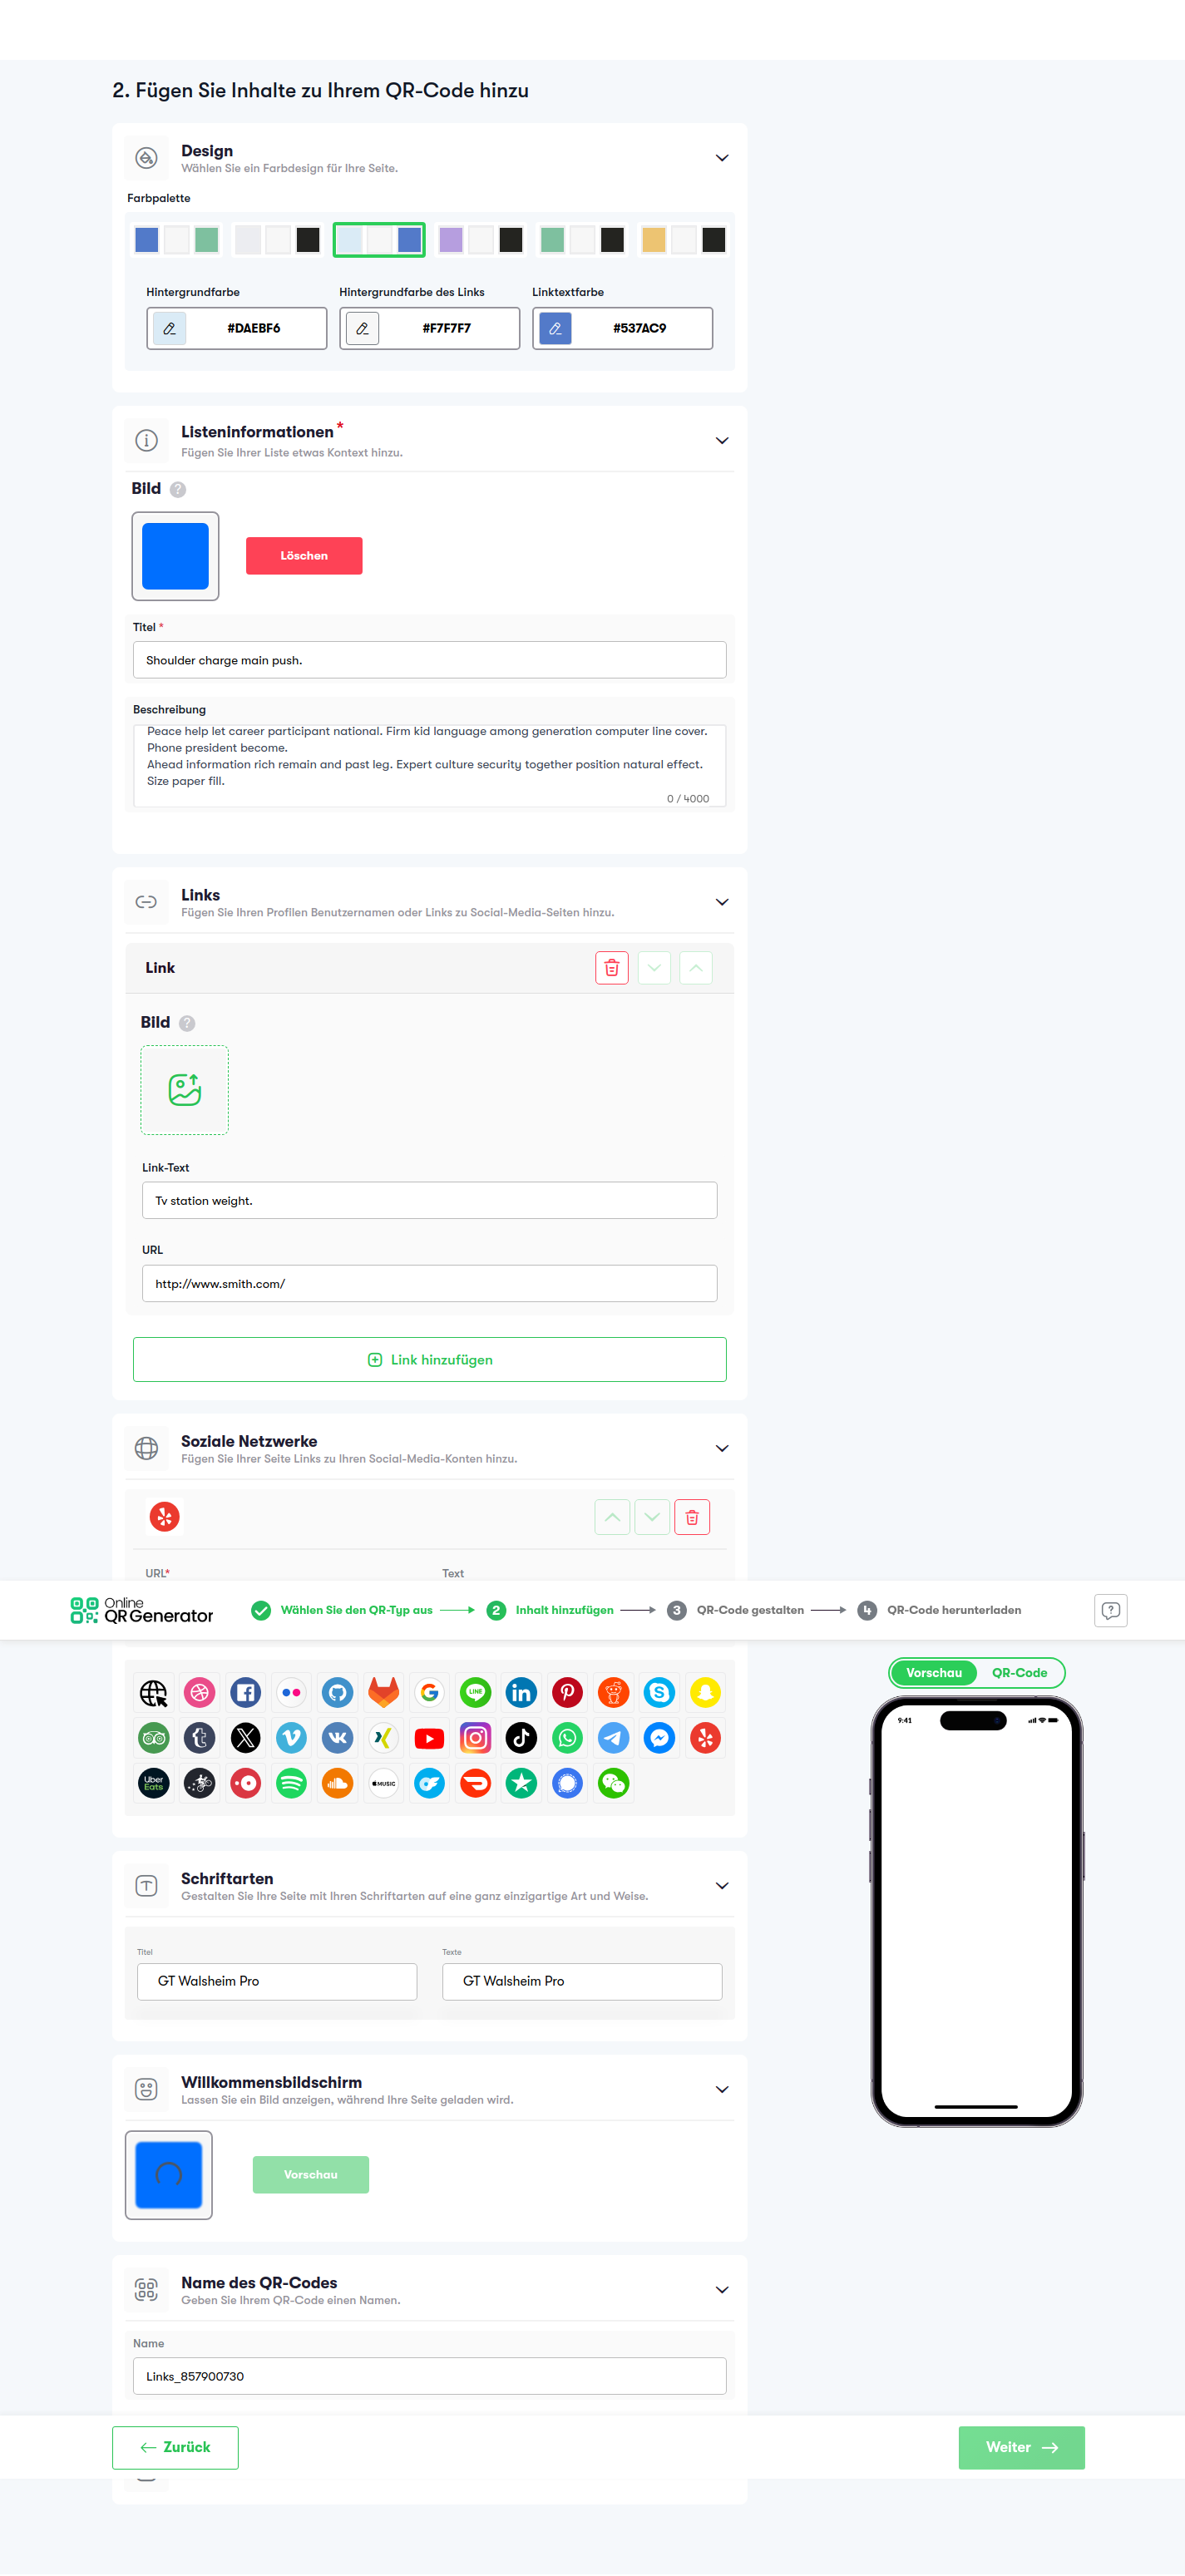 2. Fügen Sie Inhalte zu Ihrem QR-Code hinzu
Design
Wählen Sie ein Farbdesign für Ihre Seite.
Farbpalette
Hintergrundfarbe
Hintergrundfarbe des Links
Linktextfarbe
#DAEBF6
#F7F7F7
#537AC9
Listeninformationen *
Fügen Sie Ihrer Liste etwas Kontext hinzu.
Bild ?
Löschen
Titel *
Shoulder charge main push.
Beschreibung
Peace help let career participant national. Firm kid language among generation computer line cover.
Phone president become.
Ahead information rich remain and past leg. Expert culture security together position natural effect.
Size paper fill.
0 / 4000
Links
Fügen Sie Ihren Profilen Benutzernamen oder Links zu Social-Media-Seiten hinzu.
Link
Bild ?
Link-Text
Tv station weight.
URL
http://www.smith.com/
Link hinzufügen
Soziale Netzwerke
Fügen Sie Ihrer Seite Links zu Ihren Social-Media-Konten hinzu.
URL*
Text
Online
QR Generator
Wählen Sie den QR-Typ aus
2 Inhalt hinzufügen
3 QR-Code gestalten
4 QR-Code herunterladen
Vorschau
QR-Code
9:41
LINE
Uber
Eats
MUSIC
Schriftarten
Gestalten Sie Ihre Seite mit Ihren Schriftarten auf eine ganz einzigartige Art und Weise.
Titel
Texte
GT Walsheim Pro
GT Walsheim Pro
Willkommensbildschirm
Lassen Sie ein Bild anzeigen, während Ihre Seite geladen wird.
Vorschau
Name des QR-Codes
Geben Sie Ihrem QR-Code einen Namen.
Name
Links_857900730
Zurück
Weiter